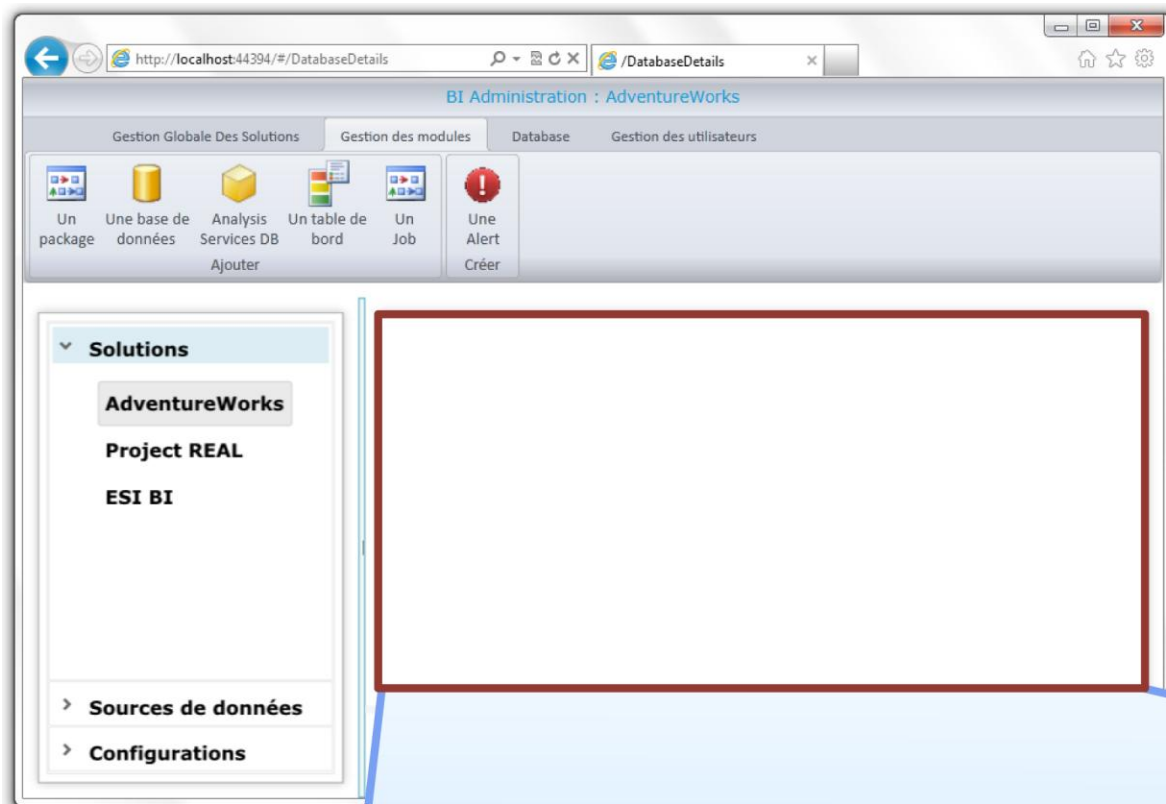 http://localhost:44394/#/DatabaseDetails
/DatabaseDetails
BI Administration : AdventureWorks
Gestion Globale Des Solutions
Gestion des modules
Database
Gestion des utilisateurs
Un
package
Une base de
données
Analysis
Services DB
Un table de
bord
Un
Job
Ajouter
Une
Alert
Créer
Solutions
AdventureWorks
Project REAL
ESI BI
Sources de données
Configurations